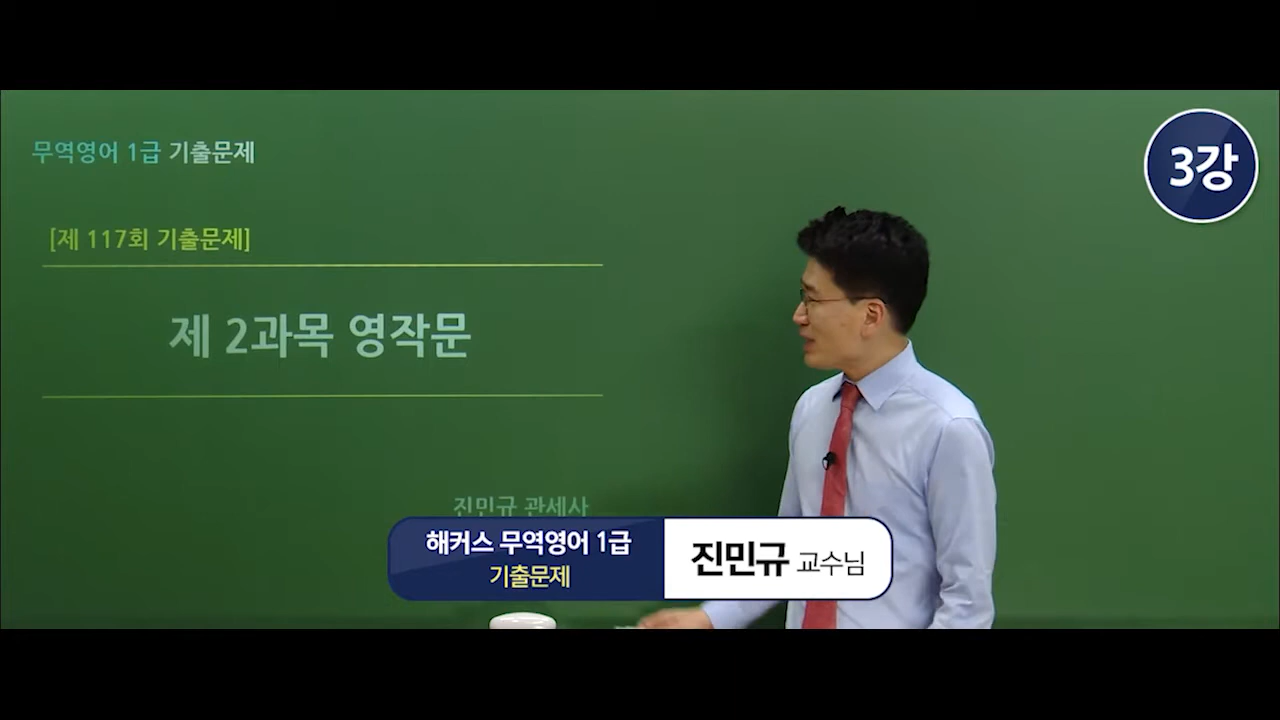 무역영어 1급 기출문제
3강
[제 117회 기출문제]
제 2과목 영작문
진민규 관세사
해커스 무역영어 1급
기출문제
진민규 교수님